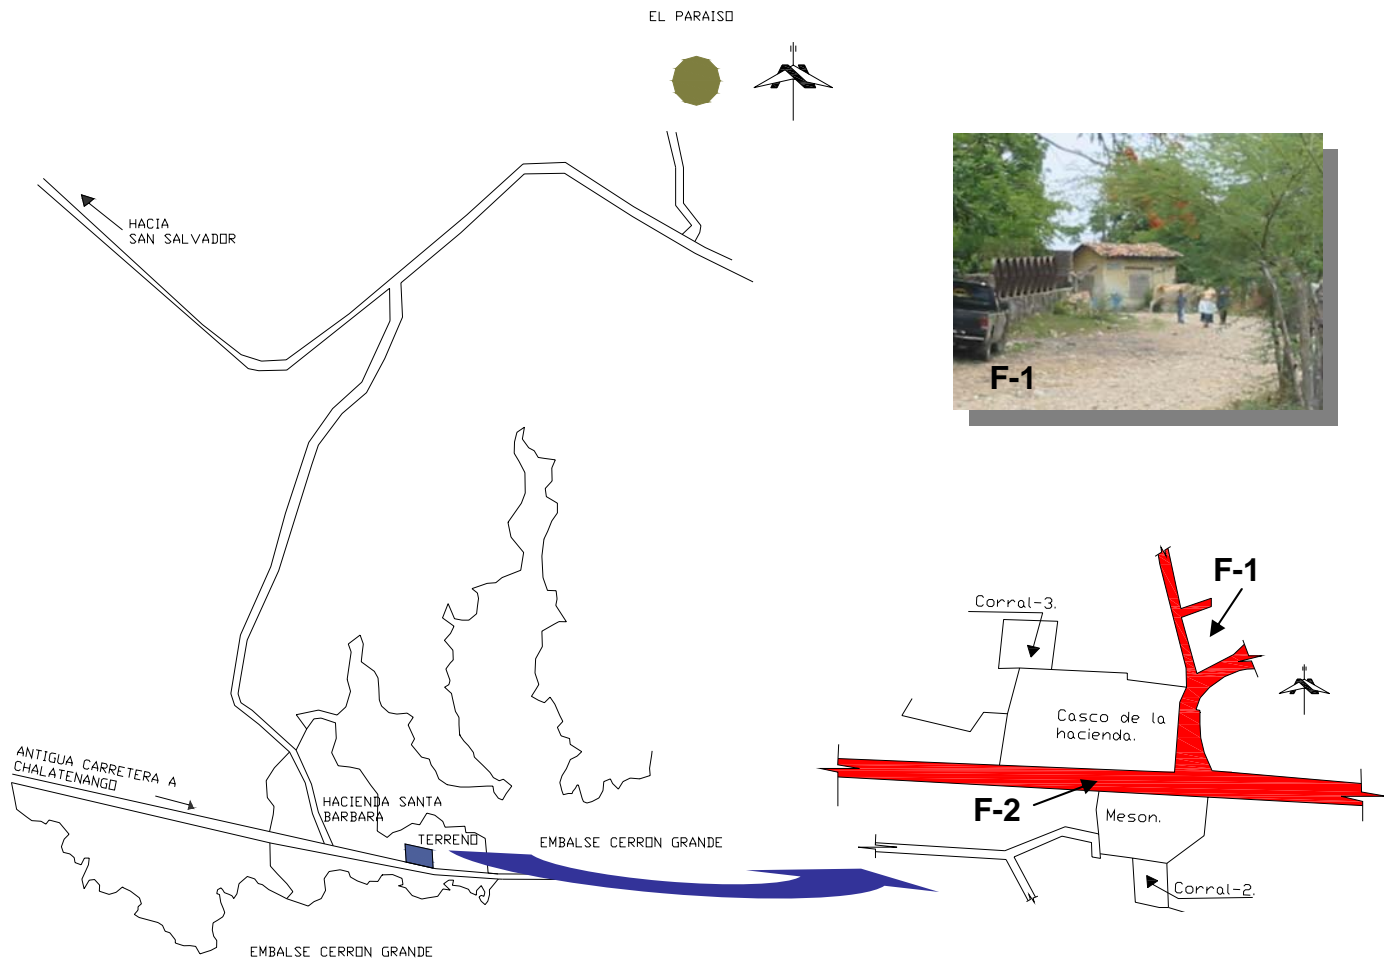 EL PARAISO
HACIA
SAN SALVADOR
F-1
F-1
Corral-3.
Casco de la
hacienda.
ANTIGUA CARRETERA A
CHALATENANGO
HACIENDA SANTA
BARBARA
TERRENO
EMBALSE CERRON GRANDE
F-2
Meson.
Corral-2.
EMBALSE CERRON GRANDE